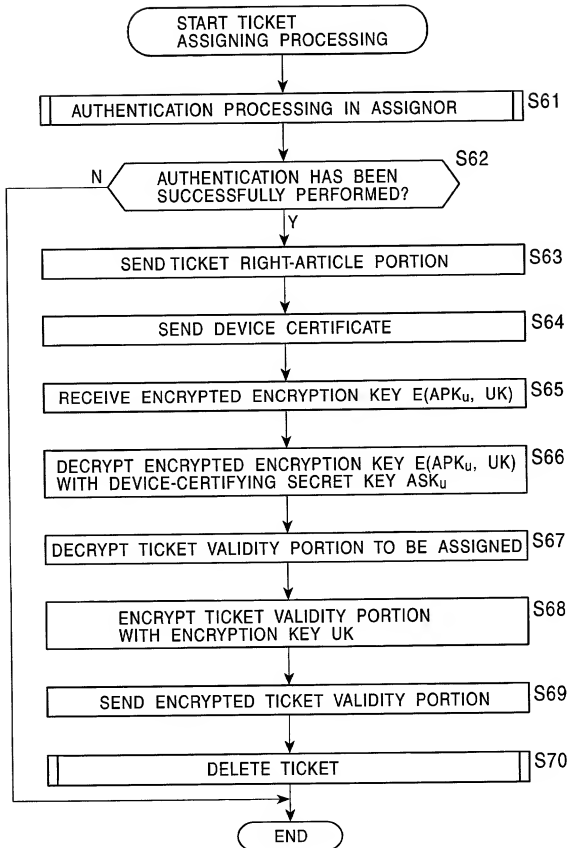 START TICKET
ASSIGNING PROCESSING
AUTHENTICATION PROCESSING IN ASSIGNOR
S61
S62
N
AUTHENTICATION HAS BEEN
SUCCESSFULLY PERFORMED?
Y
SEND TICKET RIGHT-ARTICLE PORTION
S63
SEND DEVICE CERTIFICATE
S64
RECEIVE ENCRYPTED ENCRYPTION KEY E(APKu, UK)
S65
DECRYPT ENCRYPTED ENCRYPTION KEY E(APKu, UK)
WITH DEVICE-CERTIFYING SECRET KEY ASKu
S66
DECRYPT TICKET VALIDITY PORTION TO BE ASSIGNED
S67
ENCRYPT TICKET VALIDITY PORTION
WITH ENCRYPTION KEY UK
S68
SEND ENCRYPTED TICKET VALIDITY PORTION
S69
DELETE TICKET
S70
END